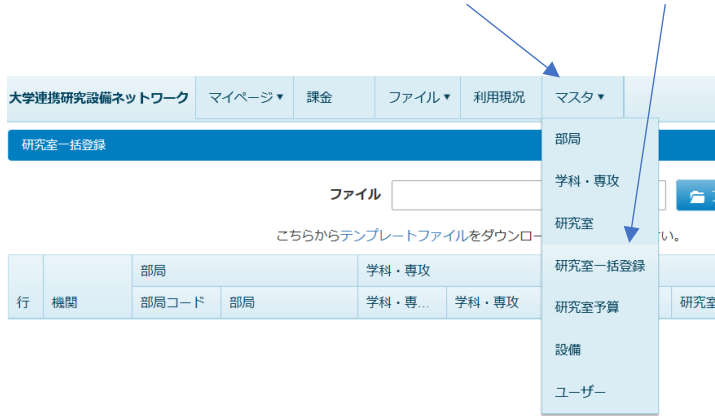 大学連携研究設備ネットワーク マイページ▼ 課金 ファイル▼ 利用現況 マスタ▼
研究室一括登録
部局
学科・専攻
研究室
研究室一括登録
研究室予算
設備
ユーザー
ファイル
こちらからテンプレートファイルをダウンロー い。
部局 学科・専攻
行 機関 部局コード 部局 学科・専... 学科・専攻 研究室